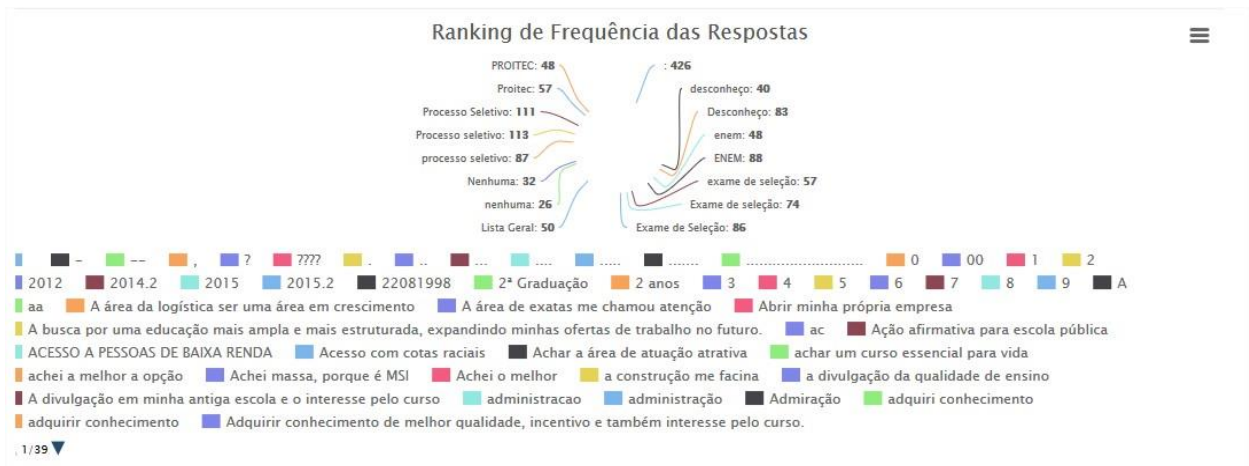 Ranking de Frequência das Respostas
PROITEC: 48
: 426
Proitec: 57
desconheço: 40
Processo Seletivo: 111
Desconheço: 83
Processo seletivo: 113
enem: 48
processo seletivo: 87
ENEM: 88
Nenhuma: 32
exame de seleção: 57
nenhuma: 26
Exame de seleção: 74
Lista Geral: 50
Exame de Seleção: 86
- -- , ? ???? . .. ... .... ..... ....... ............................. 0 00 1 2
2012 2014.2 2015 2015.2 22081998 2ª Graduação 2 anos 3 4 5 6 7 8 9 A
aa A área da logística ser uma área em crescimento A área de exatas me chamou atenção Abrir minha própria empresa
A busca por uma educação mais ampla e mais estruturada, expandindo minhas ofertas de trabalho no futuro. ac Ação afirmativa para escola pública
ACESSO A PESSOAS DE BAIXA RENDA Acesso com cotas raciais Achar a área de atuação atrativa achar um curso essencial para vida
achei a melhor a opção Achei massa, porque é MSI Achei o melhor a construção me facina a divulgação da qualidade de ensino
A divulgação em minha antiga escola e o interesse pelo curso administracao administração Admiração adquiri conhecimento
adquirir conhecimento Adquirir conhecimento de melhor qualidade, incentivo e também interesse pelo curso.
1/39